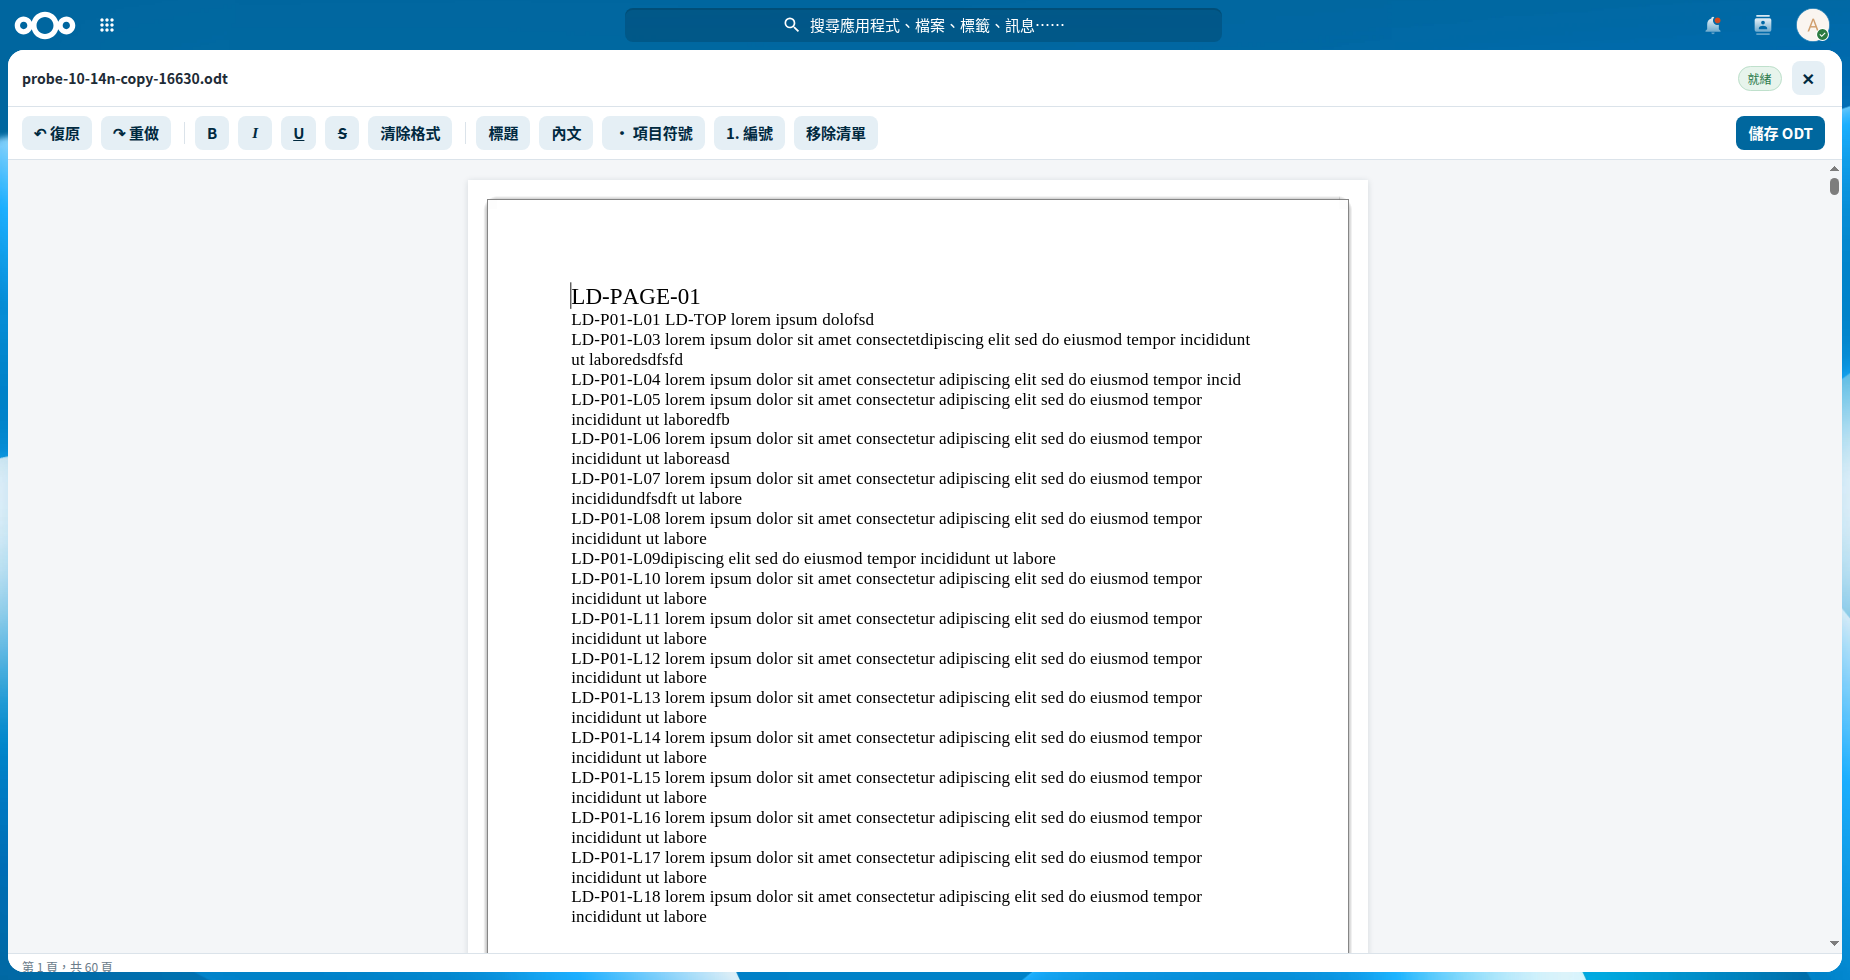 搜尋應用程式、檔案、標籤、訊息……
A
probe-10-14n-copy-16630.odt
就緒
×
↶ 復原
↷ 重做
B
I
U
S
清除格式
標題
內文
• 項目符號
1. 編號
移除清單
儲存 ODT
LD-PAGE-01
LD-P01-L01 LD-TOP lorem ipsum dolofsd
LD-P01-L03 lorem ipsum dolor sit amet consectetdipiscing elit sed do eiusmod tempor incididunt
ut laboredsdfsfd
LD-P01-L04 lorem ipsum dolor sit amet consectetur adipiscing elit sed do eiusmod tempor incid
LD-P01-L05 lorem ipsum dolor sit amet consectetur adipiscing elit sed do eiusmod tempor
incididunt ut laboredfb
LD-P01-L06 lorem ipsum dolor sit amet consectetur adipiscing elit sed do eiusmod tempor
incididunt ut laboreasd
LD-P01-L07 lorem ipsum dolor sit amet consectetur adipiscing elit sed do eiusmod tempor
incididundfsdft ut labore
LD-P01-L08 lorem ipsum dolor sit amet consectetur adipiscing elit sed do eiusmod tempor
incididunt ut labore
LD-P01-L09dipiscing elit sed do eiusmod tempor incididunt ut labore
LD-P01-L10 lorem ipsum dolor sit amet consectetur adipiscing elit sed do eiusmod tempor
incididunt ut labore
LD-P01-L11 lorem ipsum dolor sit amet consectetur adipiscing elit sed do eiusmod tempor
incididunt ut labore
LD-P01-L12 lorem ipsum dolor sit amet consectetur adipiscing elit sed do eiusmod tempor
incididunt ut labore
LD-P01-L13 lorem ipsum dolor sit amet consectetur adipiscing elit sed do eiusmod tempor
incididunt ut labore
LD-P01-L14 lorem ipsum dolor sit amet consectetur adipiscing elit sed do eiusmod tempor
incididunt ut labore
LD-P01-L15 lorem ipsum dolor sit amet consectetur adipiscing elit sed do eiusmod tempor
incididunt ut labore
LD-P01-L16 lorem ipsum dolor sit amet consectetur adipiscing elit sed do eiusmod tempor
incididunt ut labore
LD-P01-L17 lorem ipsum dolor sit amet consectetur adipiscing elit sed do eiusmod tempor
incididunt ut labore
LD-P01-L18 lorem ipsum dolor sit amet consectetur adipiscing elit sed do eiusmod tempor
incididunt ut labore
第 1 頁，共 60 頁